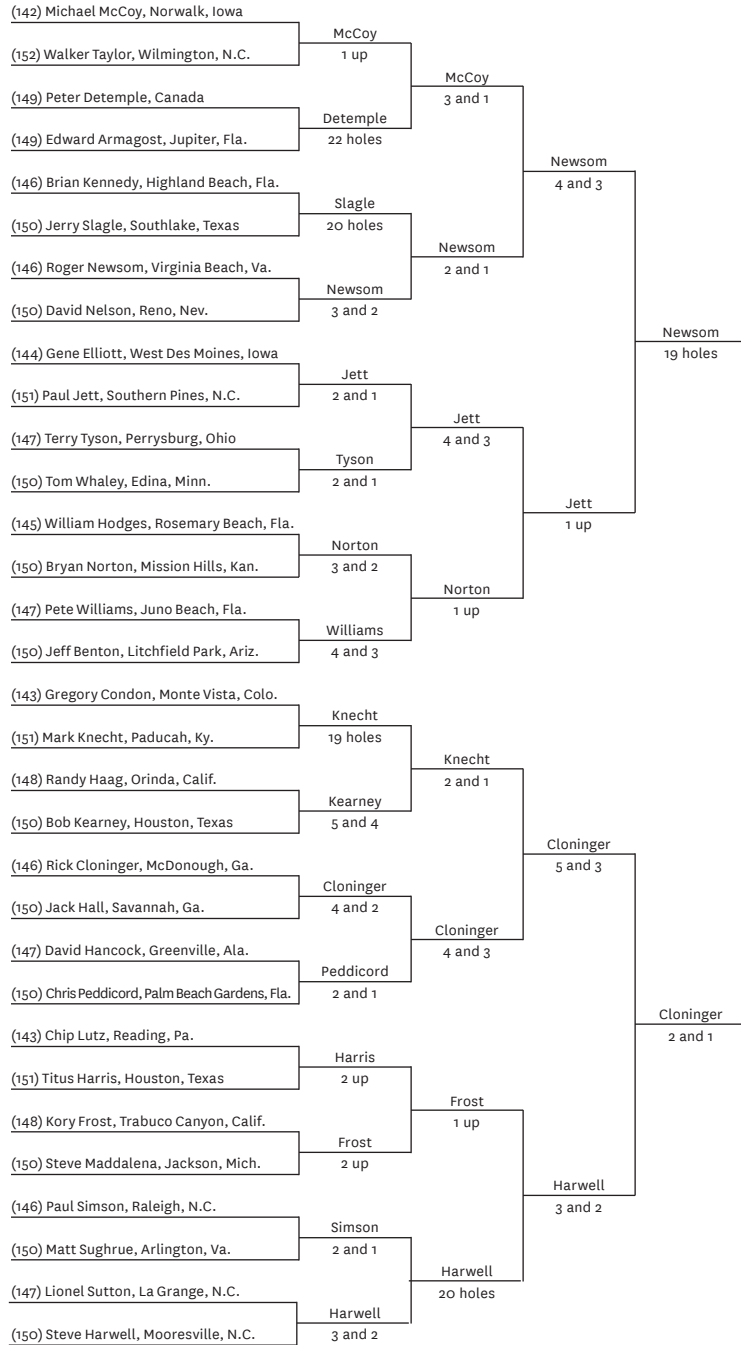 (142) Michael McCoy, Norwalk, Iowa
(152) Walker Taylor, Wilmington, N.C.
(149) Peter Detemple, Canada
(149) Edward Armagost, Jupiter, Fla.
(146) Brian Kennedy, Highland Beach, Fla.
(150) Jerry Slagle, Southlake, Texas
(146) Roger Newsom, Virginia Beach, Va.
(150) David Nelson, Reno, Nev.
(144) Gene Elliott, West Des Moines, Iowa
(151) Paul Jett, Southern Pines, N.C.
(147) Terry Tyson, Perrysburg, Ohio
(150) Tom Whaley, Edina, Minn.
(145) William Hodges, Rosemary Beach, Fla.
(150) Bryan Norton, Mission Hills, Kan.
(147) Pete Williams, Juno Beach, Fla.
(150) Jeff Benton, Litchfield Park, Ariz.
(143) Gregory Condon, Monte Vista, Colo.
(151) Mark Knecht, Paducah, Ky.
(148) Randy Haag, Orinda, Calif.
(150) Bob Kearney, Houston, Texas
(146) Rick Cloninger, McDonough, Ga.
(150) Jack Hall, Savannah, Ga.
(147) David Hancock, Greenville, Ala.
(150) Chris Peddicord, Palm Beach Gardens, Fla.
(143) Chip Lutz, Reading, Pa.
(151) Titus Harris, Houston, Texas
(148) Kory Frost, Trabuco Canyon, Calif.
(150) Steve Maddalena, Jackson, Mich.
(146) Paul Simson, Raleigh, N.C.
(150) Matt Sughrue, Arlington, Va.
(147) Lionel Sutton, La Grange, N.C.
(150) Steve Harwell, Mooresville, N.C.
McCoy
1 up
Detemple
22 holes
Slagle
20 holes
Newsom
3 and 2
Jett
2 and 1
Tyson
2 and 1
Norton
3 and 2
Williams
4 and 3
Knecht
19 holes
Kearney
5 and 4
Cloninger
4 and 2
Peddicord
2 and 1
Harris
2 up
Frost
2 up
Simson
2 and 1
Harwell
3 and 2
McCoy
3 and 1
Newsom
2 and 1
Jett
4 and 3
Norton
1 up
Knecht
2 and 1
Cloninger
4 and 3
Frost
1 up
Harwell
20 holes
Newsom
4 and 3
Jett
1 up
Cloninger
5 and 3
Harwell
3 and 2
Newsom
19 holes
Cloninger
2 and 1